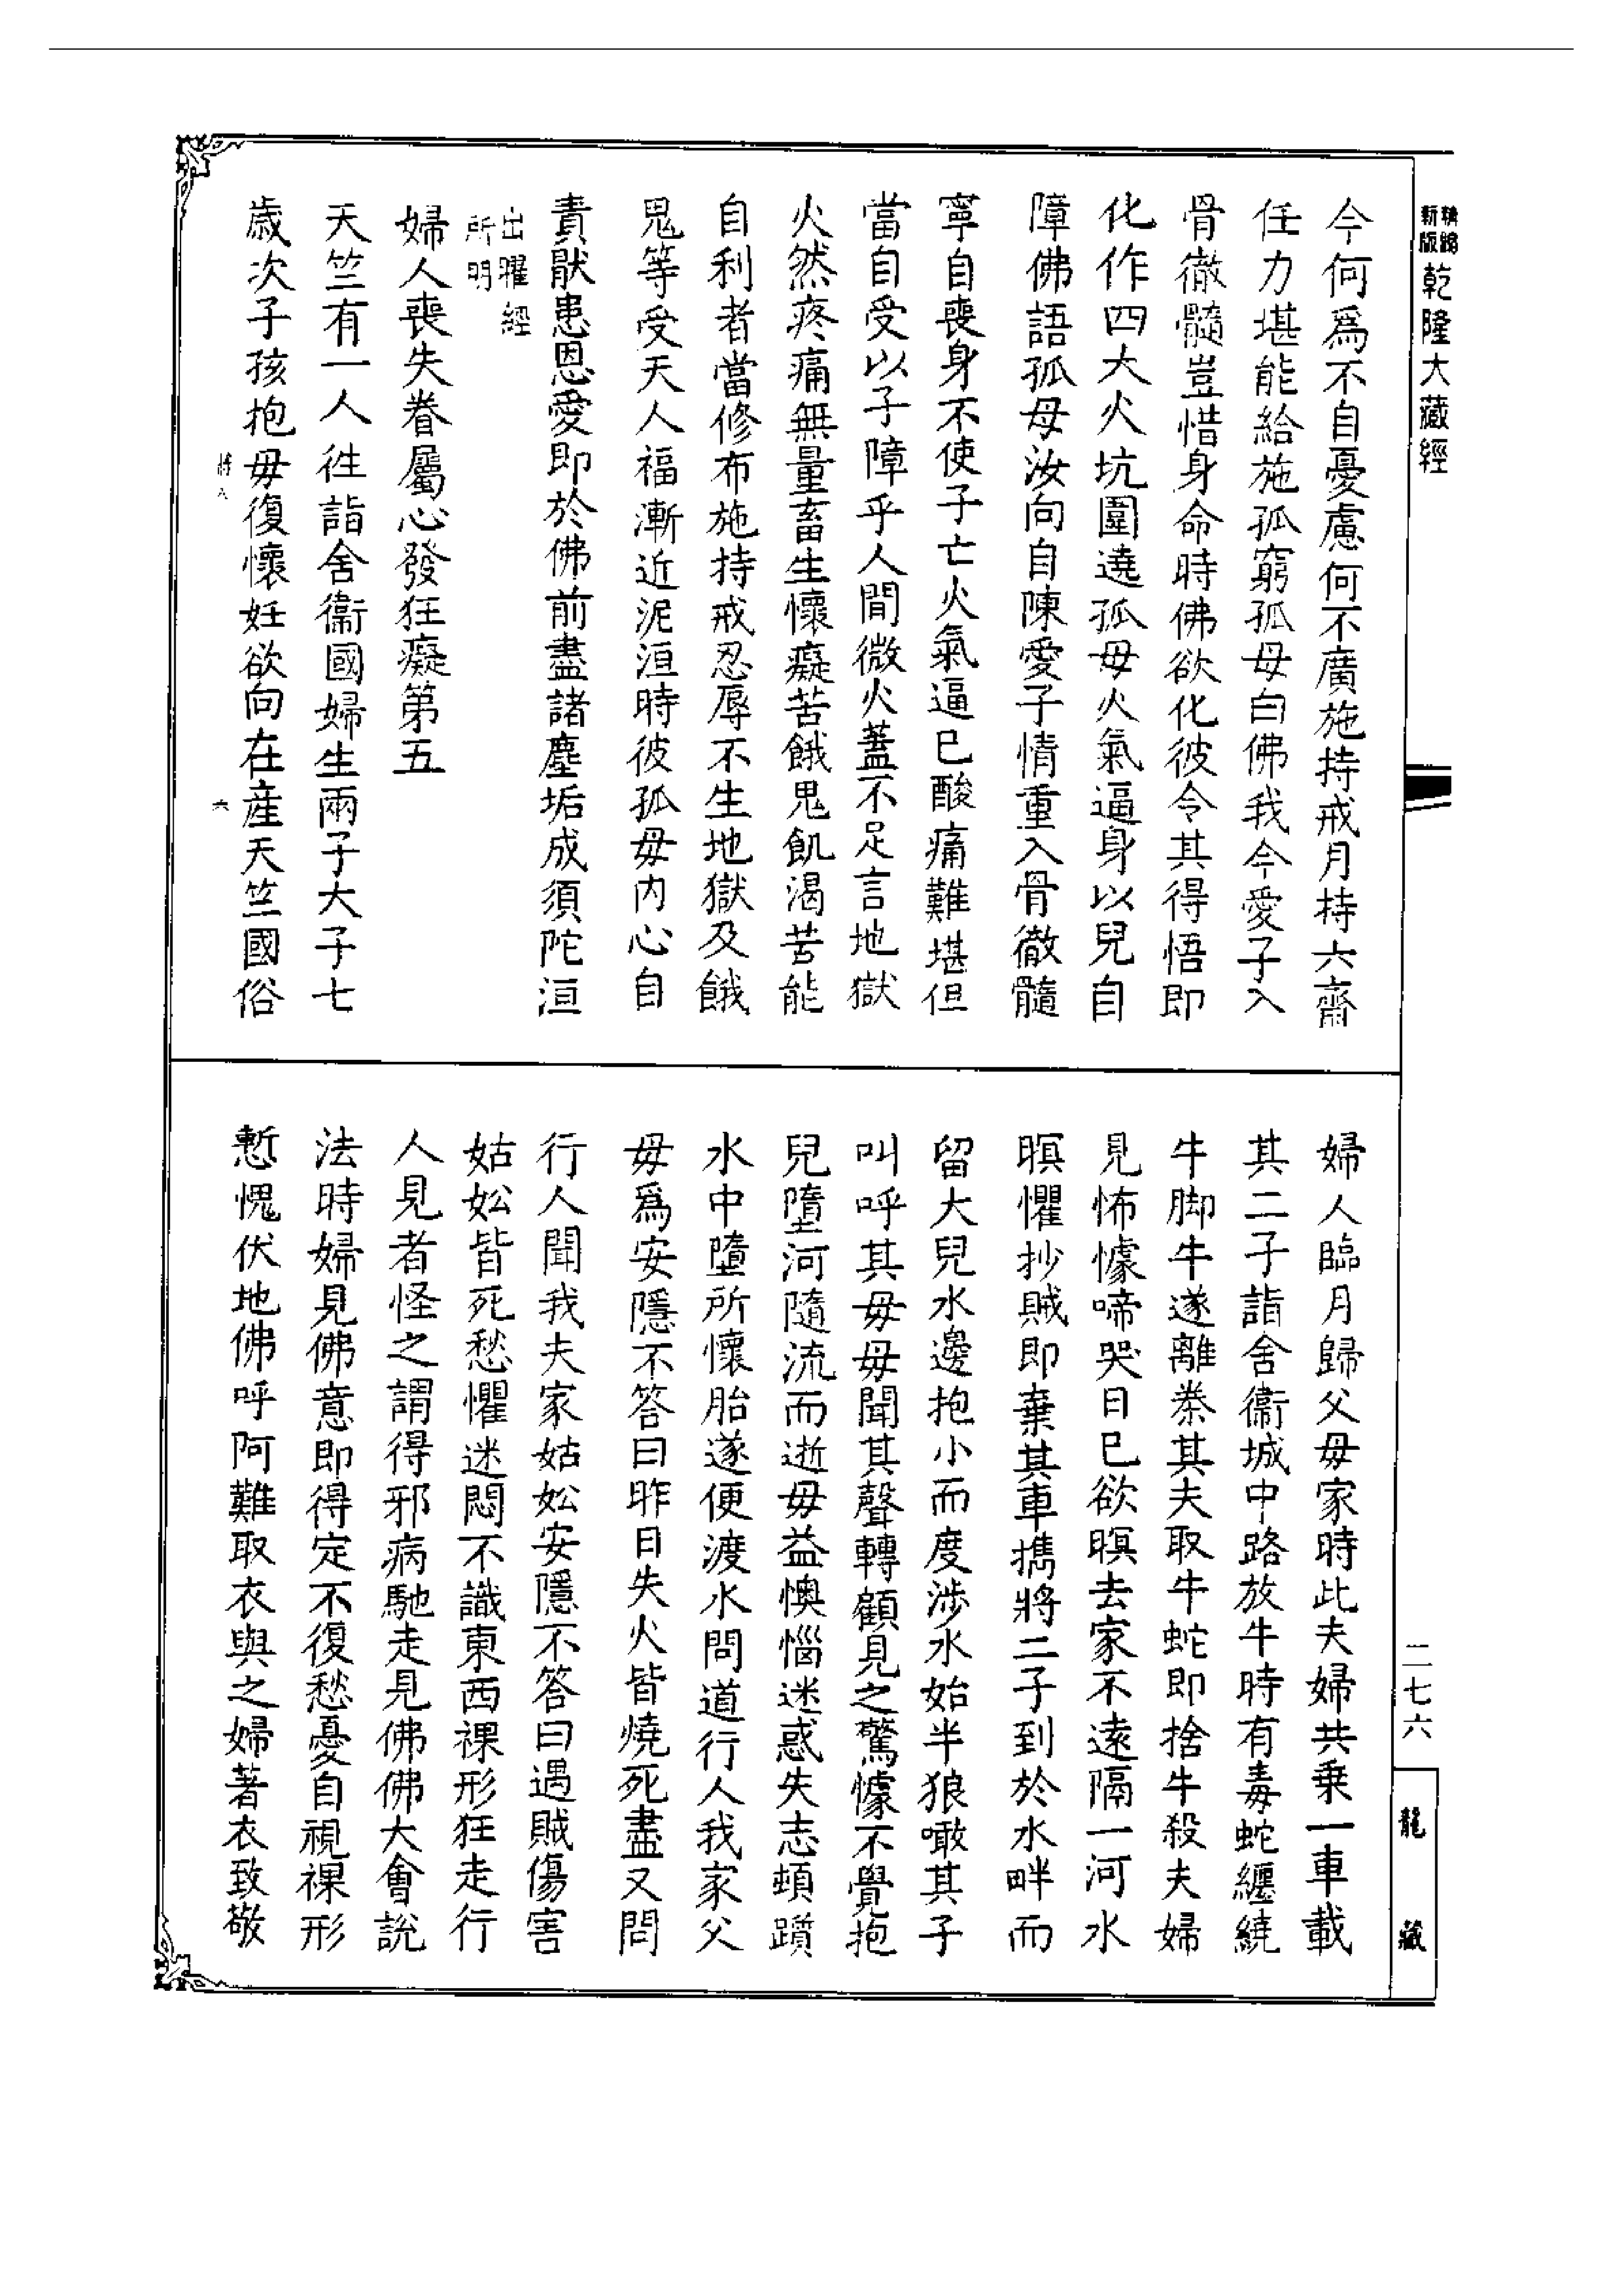 精繕新版
乾隆大藏經
今何爲不自憂慮何不廣施持戒月持六齋
任力堪能給施孤窮孤母白佛我今愛子入
骨徹髓豈惜身命時佛欲化彼令其得悟即
化作四大火坑圍遶孤母火氣逼身以兒自
障佛語孤母汝向自陳愛子情重入骨徹髓
寧自喪身不使子亡火氣逼已酸痛難堪但
當自受以子障乎人間微火蓋不足言地獄
火然疼痛無量畜生懷癡苦餓鬼飢渴苦能
自利者當修布施持戒忍辱不生地獄及餓
鬼等受天人福漸近泥洹時彼孤母内心自
責猒患恩愛即於佛前盡諸塵垢成須陀洹
出曜經
所明
婦人喪失眷屬心發狂癡第五
天竺有一人往詣舍衞國婦生兩子大子七
歲次子孩抱母復懷妊欲向在產天竺國俗
六
婦人臨月歸父母家時此夫婦共乗一車載
其二子詣舍衞城中路放牛時有毒蛇纒繞
牛脚牛遂離桊其夫取牛蛇即捨牛殺夫婦
見怖懅啼哭日已欲暝去家不遠隔一河水
暝懼抄賊即棄其車擕將二子到於水畔而
留大兒水邊抱小而度涉水始半狼噉其子
叫呼其母母聞其聲轉顧見之驚懅不覺抱
兒墮河隨流而逝母益懊惱迷惑失志頓躓
水中墮所懷胎遂便渡水問道行人我家父
母爲安隱不答曰昨日失火皆燒死盡又問
行人聞我夫家姑妐安隱不答曰遇賊傷害
姑妐皆死愁懼迷悶不識東西裸形狂走行
人見者怪之謂得邪病馳走見佛佛大會說
法時婦見佛意即得定不復愁憂自視裸形
慙愧伏地佛呼阿難取衣與之婦著衣致敬
二七六
龍藏